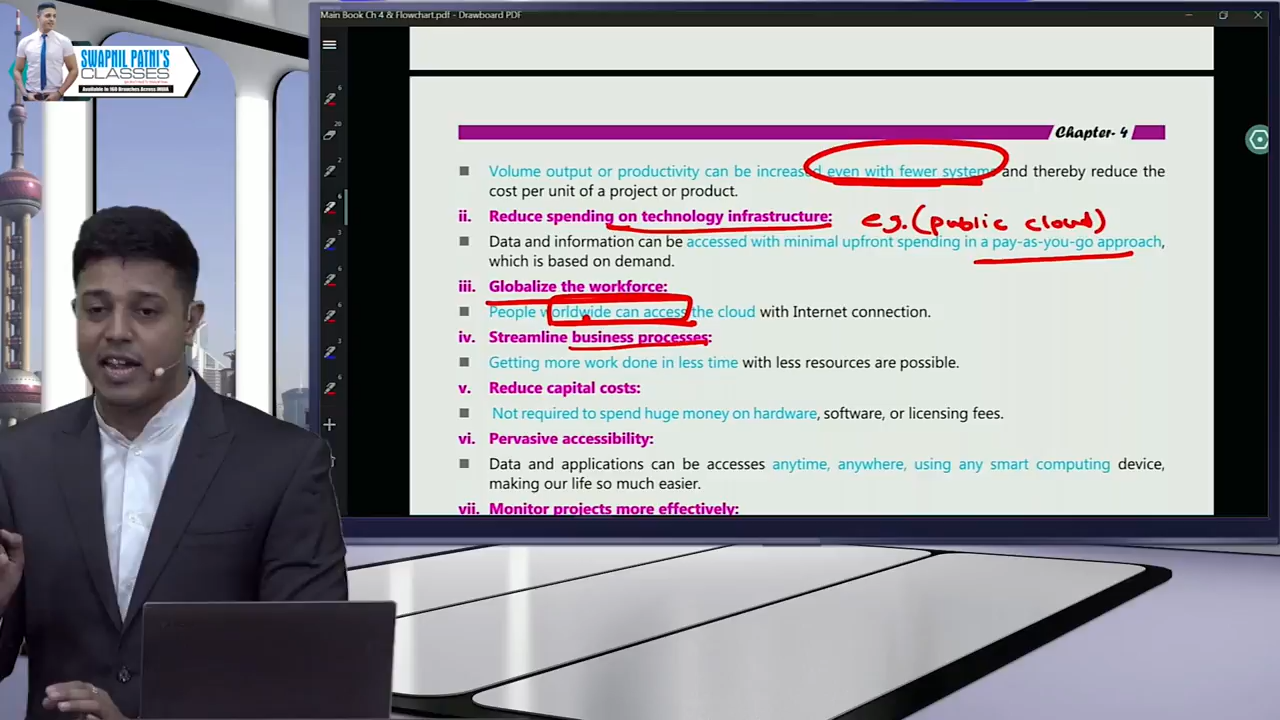 Main Book Ch 4 & Flowchart.pdf - Drawboard PDF
SWAPNIL PATNI'S
CLASSES
Available In 160 Branches Across INDIA
Chapter- 4
Volume output or productivity can be increased even with fewer systems and thereby reduce the
cost per unit of a project or product.
ii. Reduce spending on technology infrastructure: e.g. (public cloud)
Data and information can be accessed with minimal upfront spending in a pay-as-you-go approach,
which is based on demand.
iii. Globalize the workforce:
People worldwide can access the cloud with Internet connection.
iv. Streamline business processes:
Getting more work done in less time with less resources are possible.
v. Reduce capital costs:
Not required to spend huge money on hardware, software, or licensing fees.
vi. Pervasive accessibility:
Data and applications can be accesses anytime, anywhere, using any smart computing device,
making our life so much easier.
vii. Monitor projects more effectively: